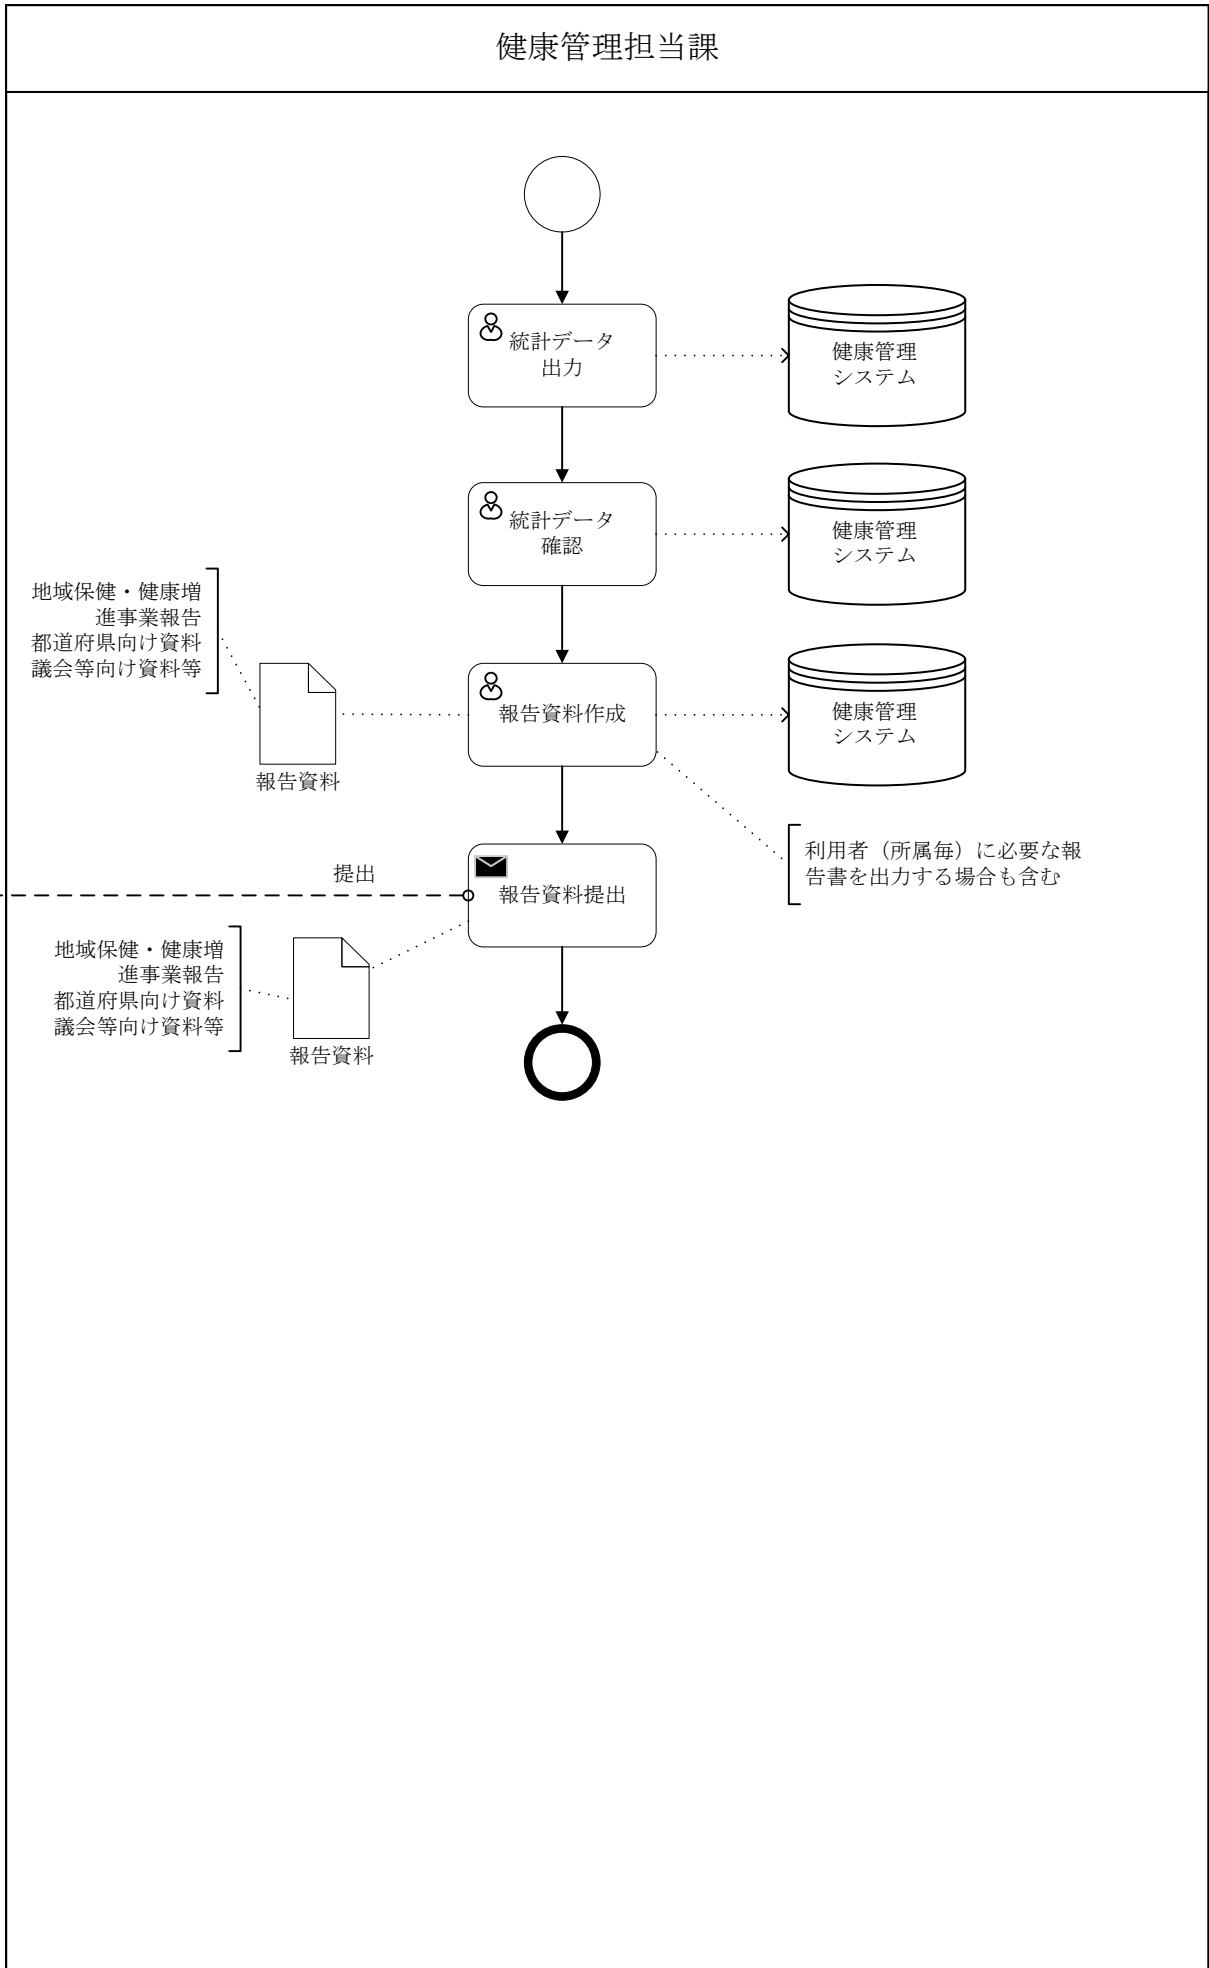 健康管理担当課
統計データ
出力
健康管理
システム
統計データ
確認
健康管理
システム
地域保健・健康増
進事業報告
都道府県向け資料
議会等向け資料等
報告資料
報告資料作成
健康管理
システム
利用者（所属毎）に必要な報
告書を出力する場合も含む
提出
報告資料提出
地域保健・健康増
進事業報告
都道府県向け資料
議会等向け資料等
報告資料